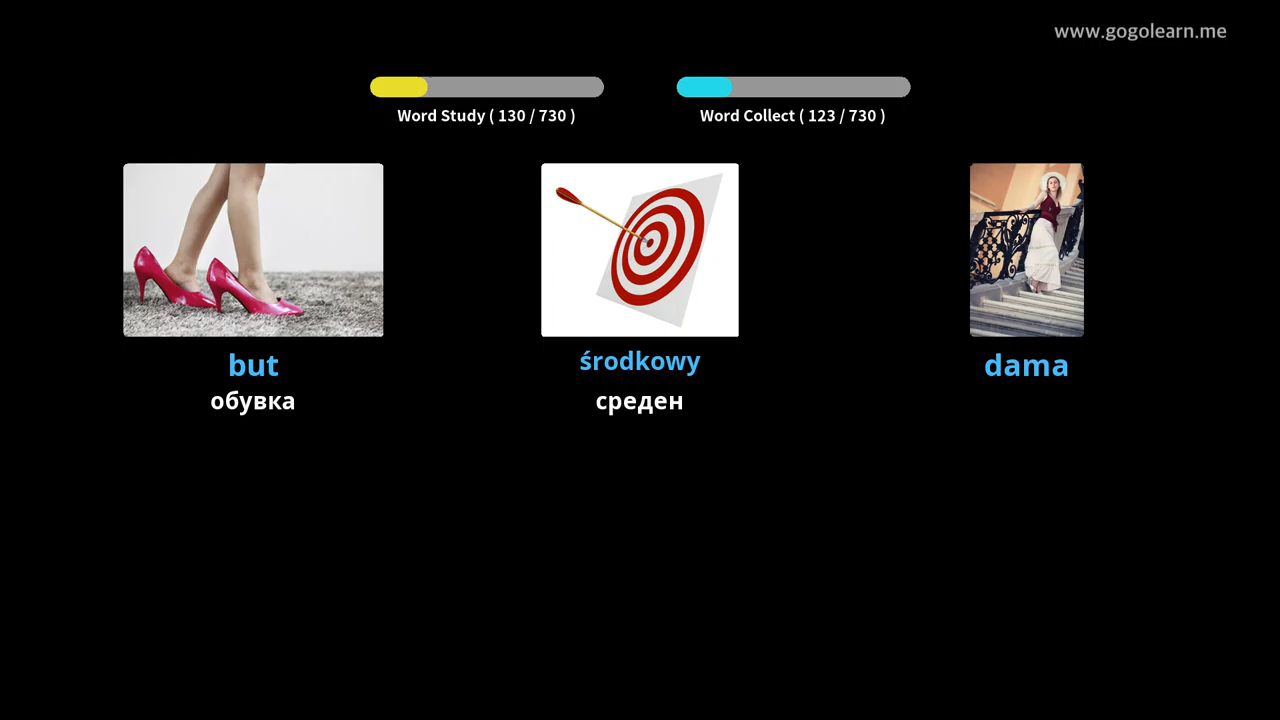 www.gogolearn.me
Word Study ( 130 / 730 )
Word Collect ( 123 / 730 )
but
обувка
środkowy
среден
dama